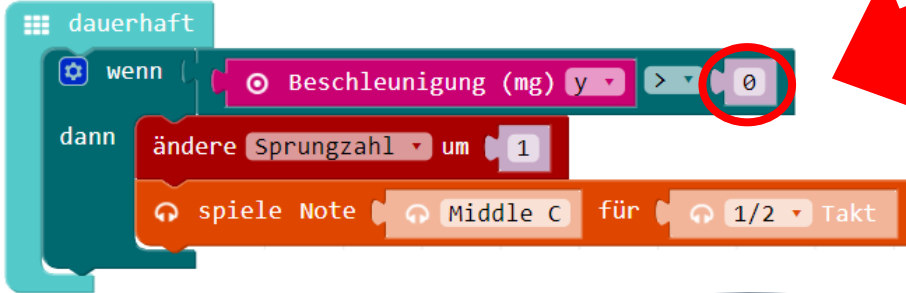 dauerhaft
wenn Beschleunigung (mg) y > 0
dann ändere Sprungzahl um 1
spiele Note Middle C für 1/2 Takt